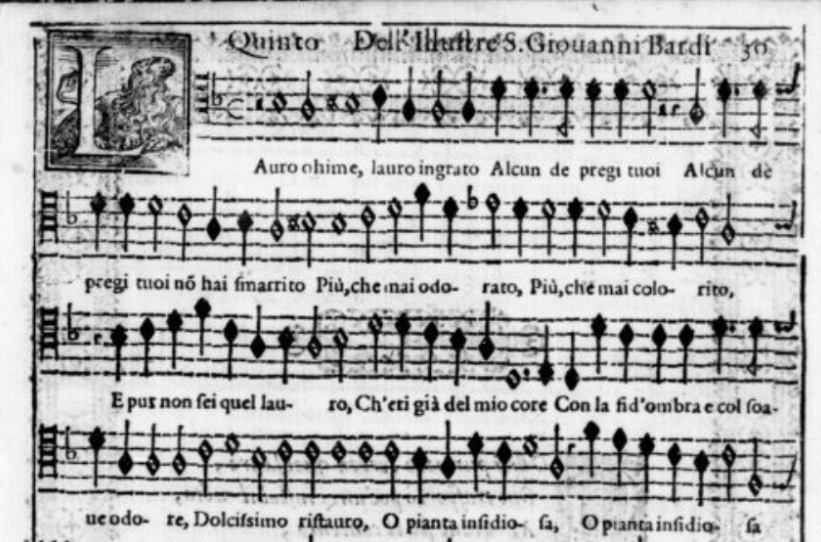 Quinto Dell' Illustre S. Giouanni Bardi 30
L
Auro ohime, lauro ingrato Alcun de pregi tuoi Alcun de
pregi tuoi nõ hai smarrito Più, che mai odo- rato, Più, che mai colo- rito,
E pur non sei quel lau- ro, Ch'eri già del mio core Con la fid'ombra e col soa-
ue odo- re, Dolcissimo ristauro, O pianta insidio- sa, O pianta insidio- sa